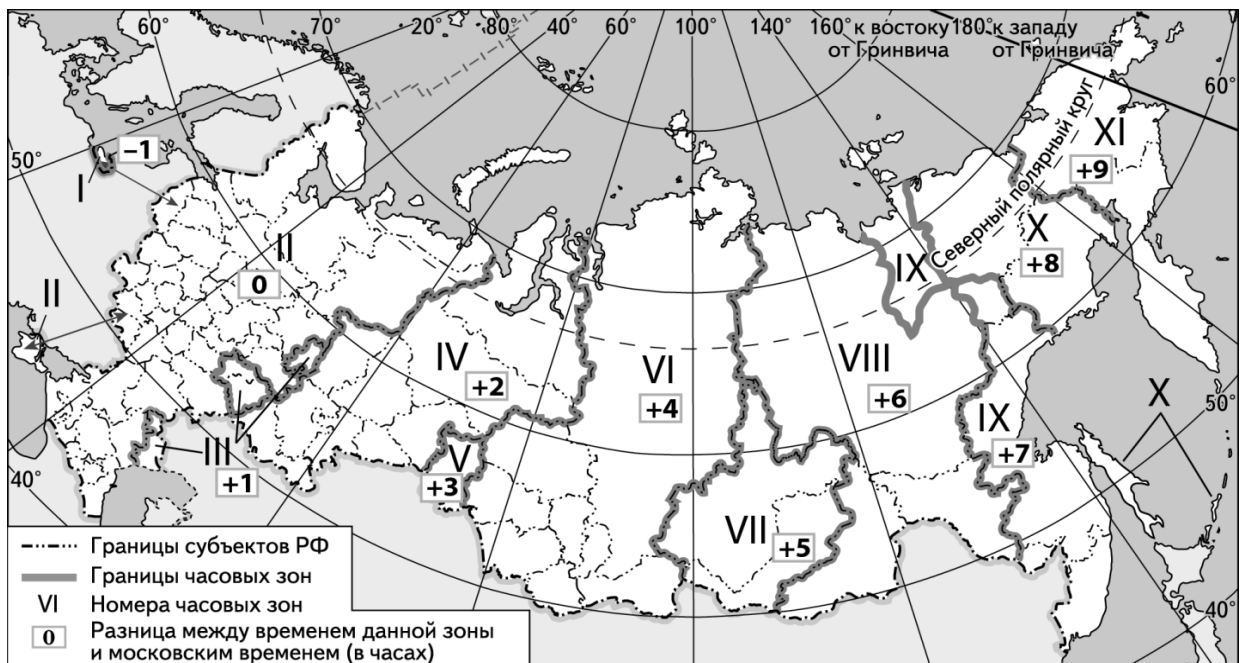 60° 70° 20° 80° 60° 100° 140° 160° к востоку 180° к западу
от Гринвича от Гринвича
60°
Северный полярный круг
50°
I
–1
XI
+9
II
0
X
+8
IX
II
IV
+2
VI
+4
VIII
+6
X
50°
IX
+7
III
+1
V
+3
VII
+5
40°
40°
Границы субъектов РФ
Границы часовых зон
VI Номера часовых зон
0 Разница между временем данной зоны
и московским временем (в часах)